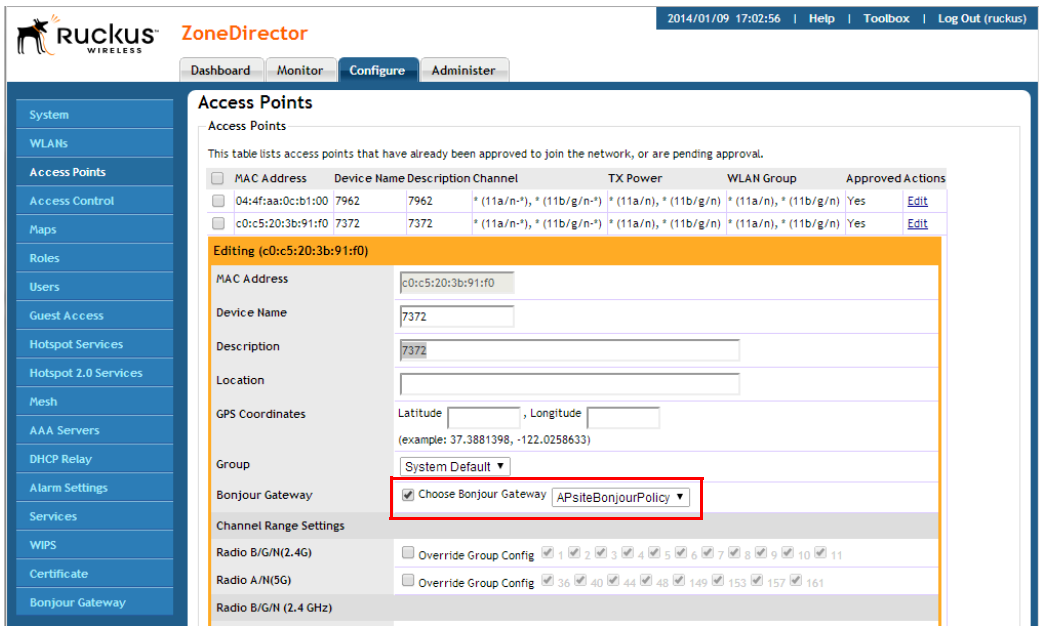 2014/01/09 17:02:56 | Help | Toolbox | Log Out (ruckus)
RUCKUS™
WIRELESS
ZoneDirector
Dashboard Monitor Configure Administer
System
WLANs
Access Points
Access Control
Maps
Roles
Users
Guest Access
Hotspot Services
Hotspot 2.0 Services
Mesh
AAA Servers
DHCP Relay
Alarm Settings
Services
WIPS
Certificate
Bonjour Gateway
Access Points
Access Points
This table lists access points that have already been approved to join the network, or are pending approval.
MAC Address Device Name Description Channel TX Power WLAN Group Approved Actions
04:4f:aa:0c:b1:00 7962 7962 * (11a/n-*), * (11b/g/n-*) * (11a/n), * (11b/g/n) * (11a/n), * (11b/g/n) Yes Edit
c0:c5:20:3b:91:f0 7372 7372 * (11a/n-*), * (11b/g/n-*) * (11a/n), * (11b/g/n) * (11a/n), * (11b/g/n) Yes Edit
Editing (c0:c5:20:3b:91:f0)
MAC Address c0:c5:20:3b:91:f0
Device Name 7372
Description 7372
Location
GPS Coordinates Latitude , Longitude
(example: 37.3881398, -122.0258633)
Group System Default ▼
Bonjour Gateway Choose Bonjour Gateway APsiteBonjourPolicy ▼
Channel Range Settings
Radio B/G/N(2.4G) Override Group Config 1 2 3 4 5 6 7 8 9 10 11
Radio A/N(5G) Override Group Config 36 40 44 48 149 153 157 161
Radio B/G/N (2.4 GHz)